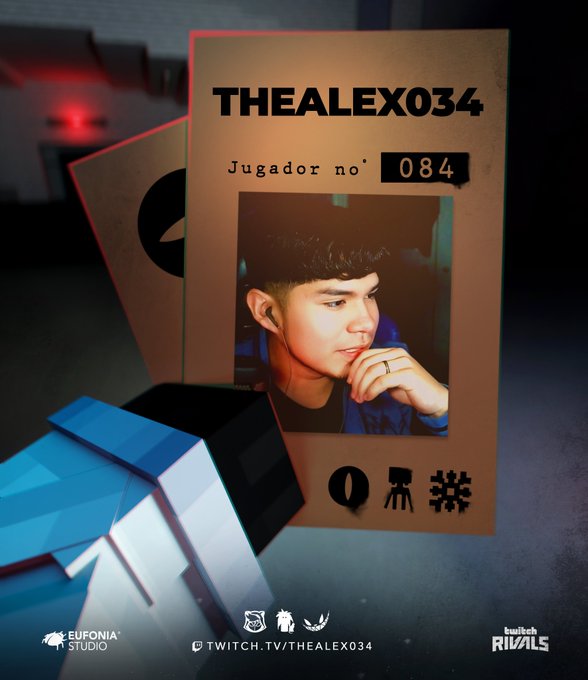 THEALEX034
Jugador no° 084
EUFONIA®
STUDIO
TWITCH.TV/THEALEX034
twitch
RIVALS